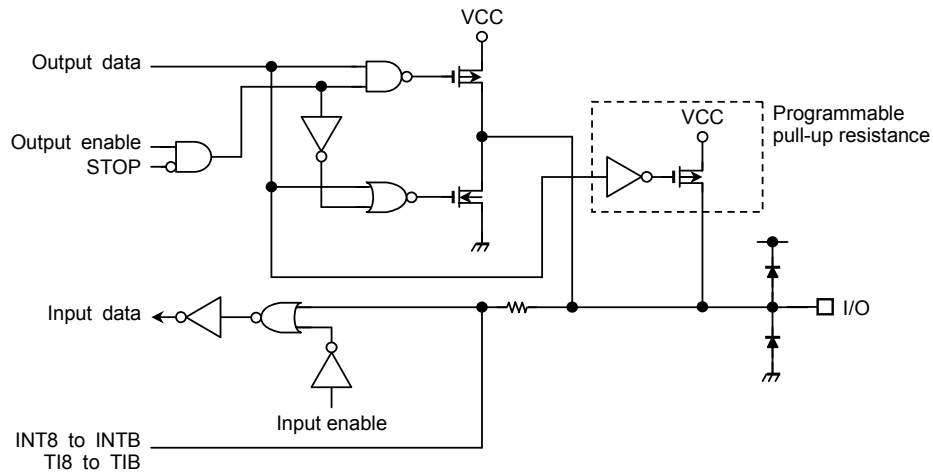 VCC
Output data
Programmable
pull-up resistance
VCC
Output enable
STOP
Input data
I/O
Input enable
INT8 to INTB
TI8 to TIB